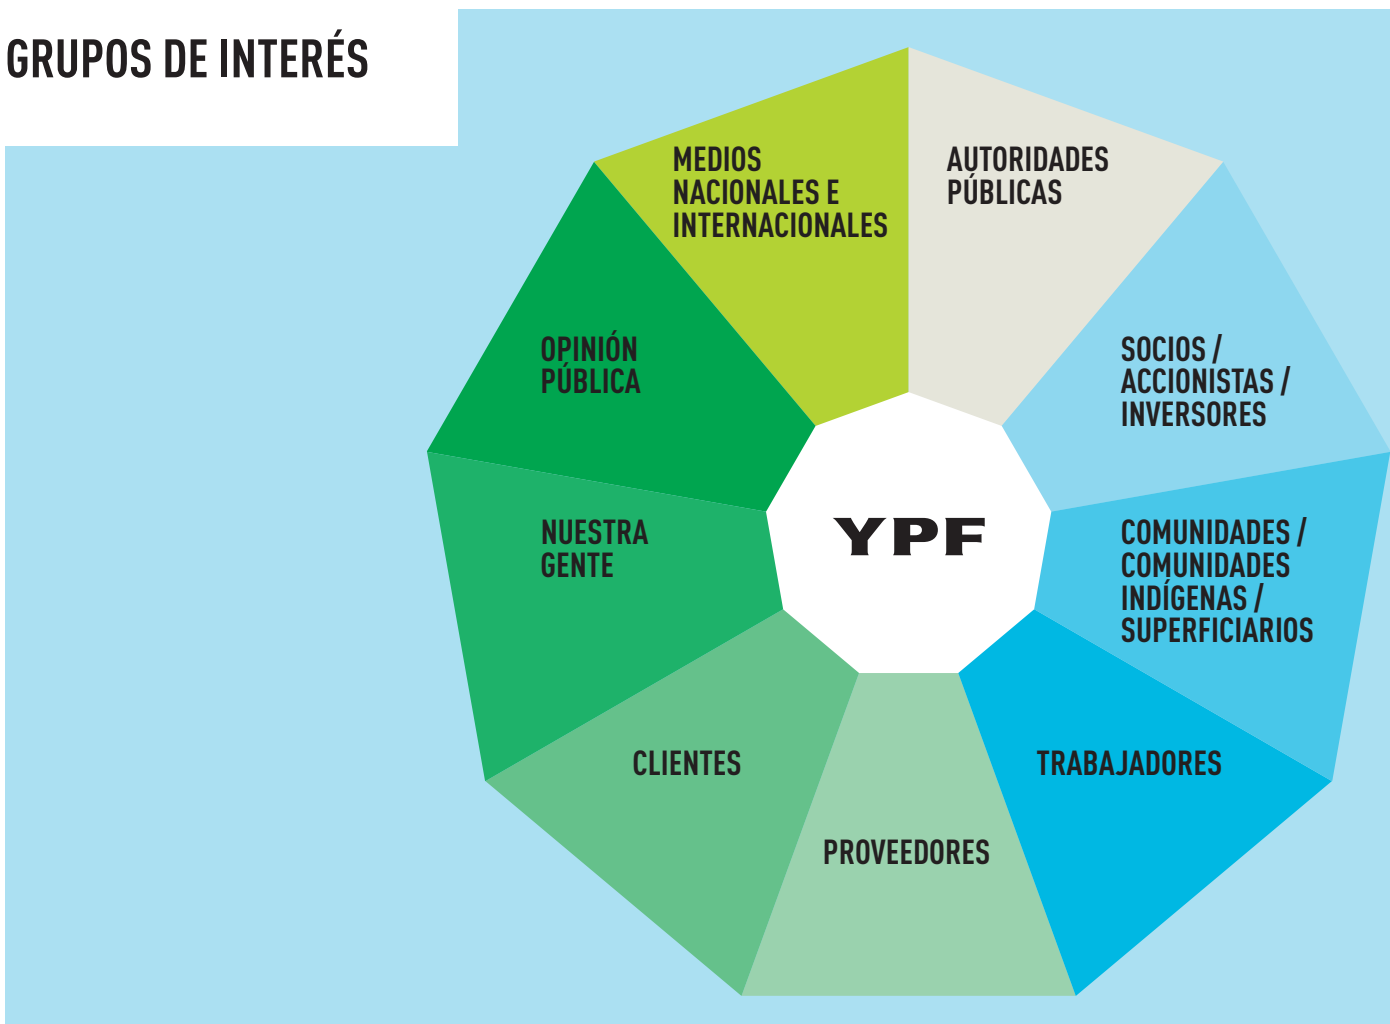 GRUPOS DE INTERÉS
MEDIOS
NACIONALES E
INTERNACIONALES
AUTORIDADES
PÚBLICAS
OPINIÓN
PÚBLICA
SOCIOS /
ACCIONISTAS /
INVERSORES
YPF
NUESTRA
GENTE
COMUNIDADES /
COMUNIDADES
INDÍGENAS /
SUPERFICIARIOS
CLIENTES
TRABAJADORES
PROVEEDORES